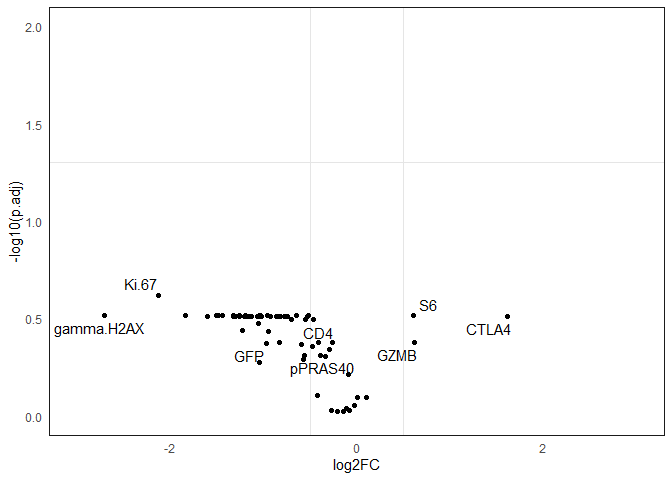 2.0
1.5
1.0
0.5
0.0
-log10(p.adj)
Ki.67
gamma.H2AX
S6
CTLA4
CD4
GFP
GZMB
pPRAS40
-2
0
2
log2FC